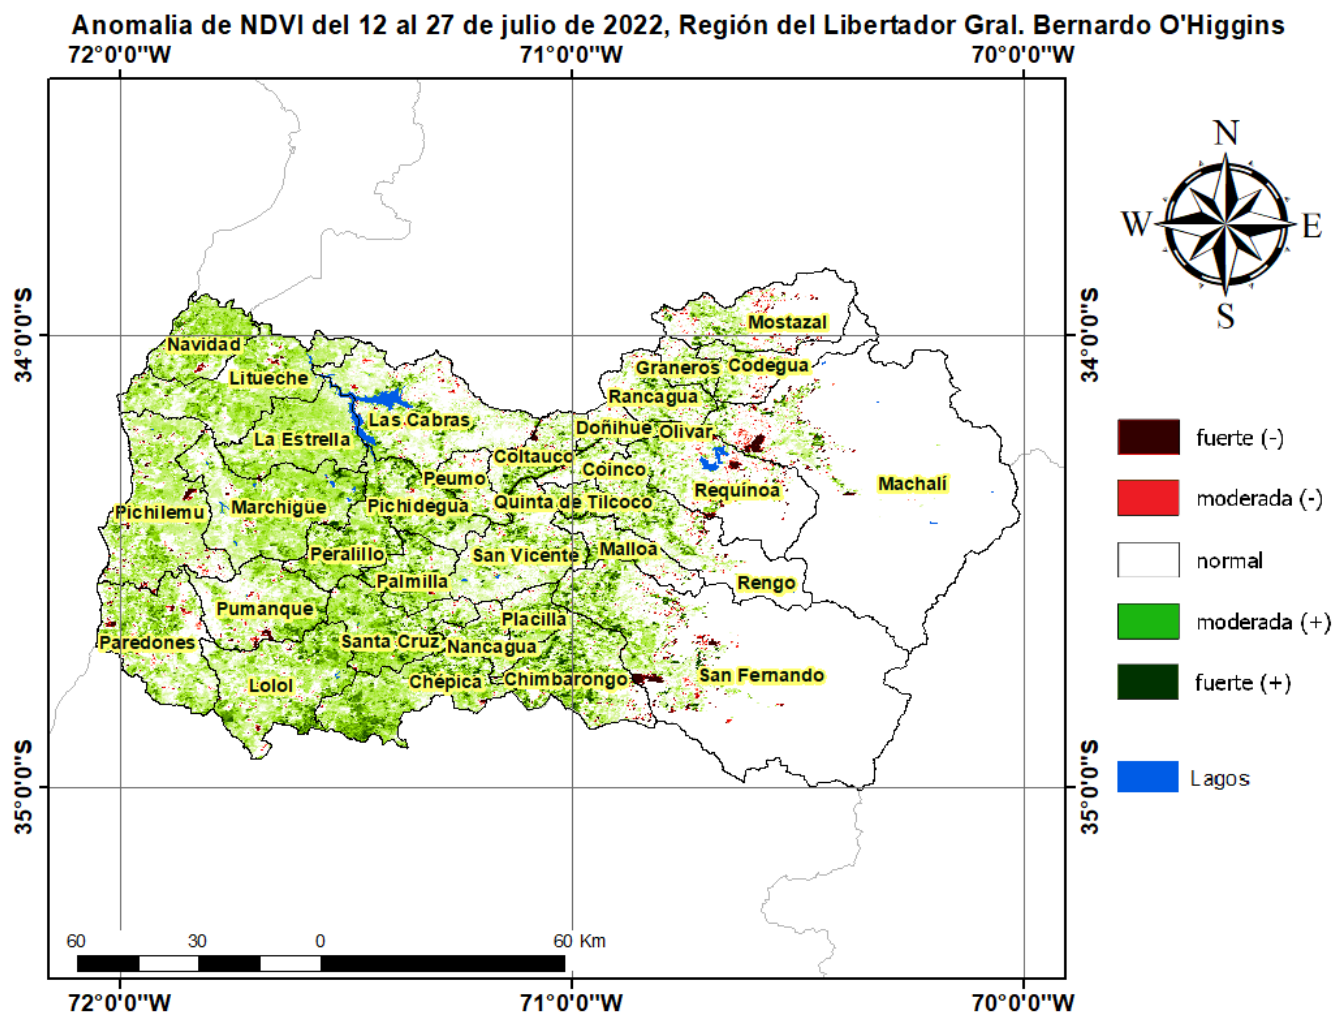 Anomalia de NDVI del 12 al 27 de julio de 2022, Región del Libertador Gral. Bernardo O'Higgins
72°0'0"W
71°0'0"W
70°0'0"W
N
W
E
S
34°0'0"S
34°0'0"S
Mostazal
Navidad
Graneros
Codegua
Litueche
Rancagua
Las Cabras
Doñihue
Olivar
La Estrella
Coltauco
Coinco
Peumo
Machalí
Requinoa
Pichilemu
Marchigüe
Pichidegua
Quinta de Tilcoco
Peralillo
San Vicente
Malloa
Palmilla
Rengo
Pumanque
Placilla
Paredones
Santa Cruz
Nancagua
Lolol
Chépica
Chimbarongo
San Fernando
fuerte (-)
moderada (-)
normal
moderada (+)
fuerte (+)
Lagos
35°0'0"S
35°0'0"S
60
30
0
60 Km
72°0'0"W
71°0'0"W
70°0'0"W